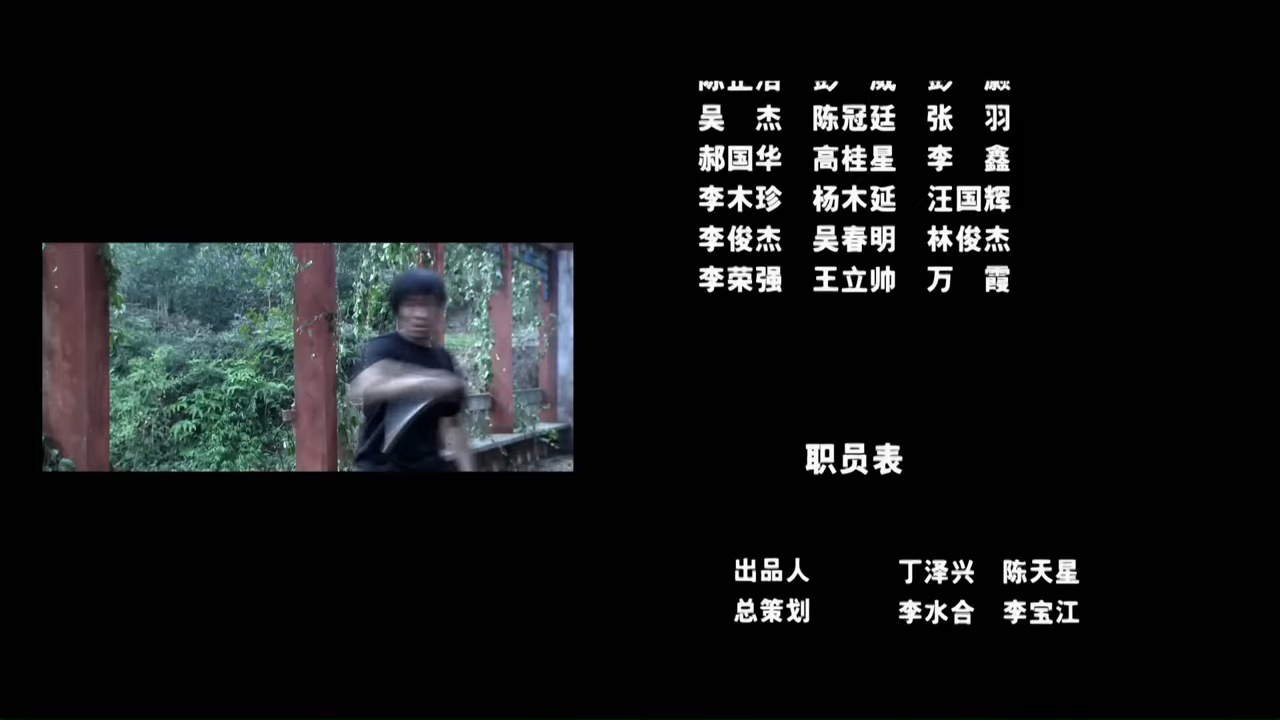 吴 杰 陈冠廷 张 羽
郝国华 高桂星 李 鑫
李木珍 杨木延 汪国辉
李俊杰 吴春明 林俊杰
李荣强 王立帅 万 霞
职员表
出品人 丁泽兴 陈天星
总策划 李水合 李宝江